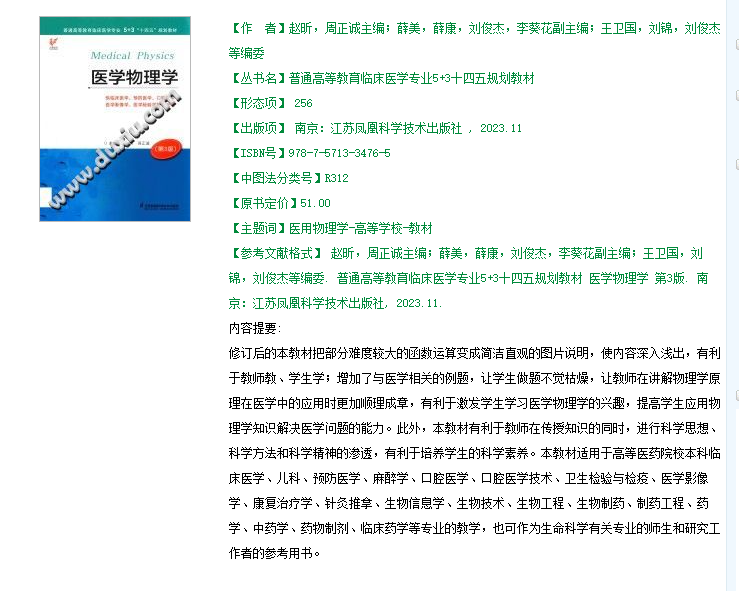 普通高等教育临床医学专业 5+3 "十四五" 规划教材
Medical Physics
医学物理学
www.duxiu.com
(第3版)
【作　者】赵昕, 周正诚主编; 薛美, 薛康, 刘俊杰, 李葵花副主编; 王卫国, 刘锦, 刘俊杰
等编委
【丛书名】普通高等教育临床医学专业5+3十四五规划教材
【形态项】 256
【出版项】 南京: 江苏凤凰科学技术出版社 , 2023.11
【ISBN号】978-7-5713-3476-5
【中图法分类号】R312
【原书定价】51.00
【主题词】医用物理学-高等学校-教材
【参考文献格式】 赵昕, 周正诚主编; 薛美, 薛康, 刘俊杰, 李葵花副主编; 王卫国, 刘
锦, 刘俊杰等编委. 普通高等教育临床医学专业5+3十四五规划教材 医学物理学 第3版. 南
京: 江苏凤凰科学技术出版社, 2023.11.
内容提要:
修订后的本教材把部分难度较大的函数运算变成简洁直观的图片说明, 使内容深入浅出, 有利
于教师教、学生学; 增加了与医学相关的例题, 让学生做题不觉枯燥, 让教师在讲解物理学原
理在医学中的应用时更加顺理成章, 有利于激发学生学习医学物理学的兴趣, 提高学生应用物
理学知识解决医学问题的能力。此外, 本教材有利于教师在传授知识的同时, 进行科学思想、
科学方法和科学精神的渗透, 有利于培养学生的科学素养。本教材适用于高等医药院校本科临
床医学、儿科、预防医学、麻醉学、口腔医学、口腔医学技术、卫生检验与检疫、医学影像
学、康复治疗学、针灸推拿、生物信息学、生物技术、生物工程、生物制药、制药工程、药
学、中药学、药物制剂、临床药学等专业的教学, 也可作为生命科学有关专业的师生和研究工
作者的参考用书。